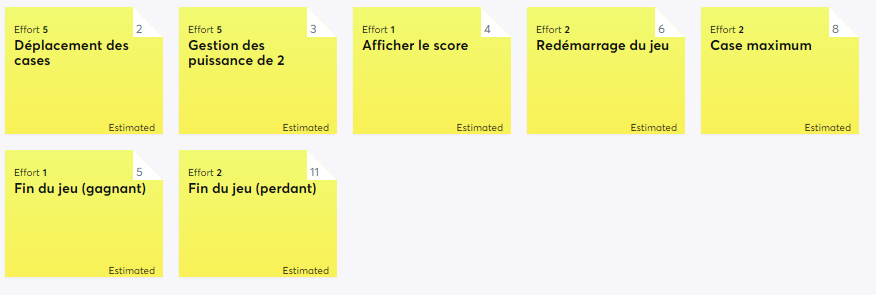 Effort 5
2
Déplacement des
cases
Estimated
Effort 5
3
Gestion des
puissance de 2
Estimated
Effort 1
4
Afficher le score
Estimated
Effort 2
6
Redémarrage du jeu
Estimated
Effort 2
8
Case maximum
Estimated
Effort 1
5
Fin du jeu (gagnant)
Estimated
Effort 2
11
Fin du jeu (perdant)
Estimated